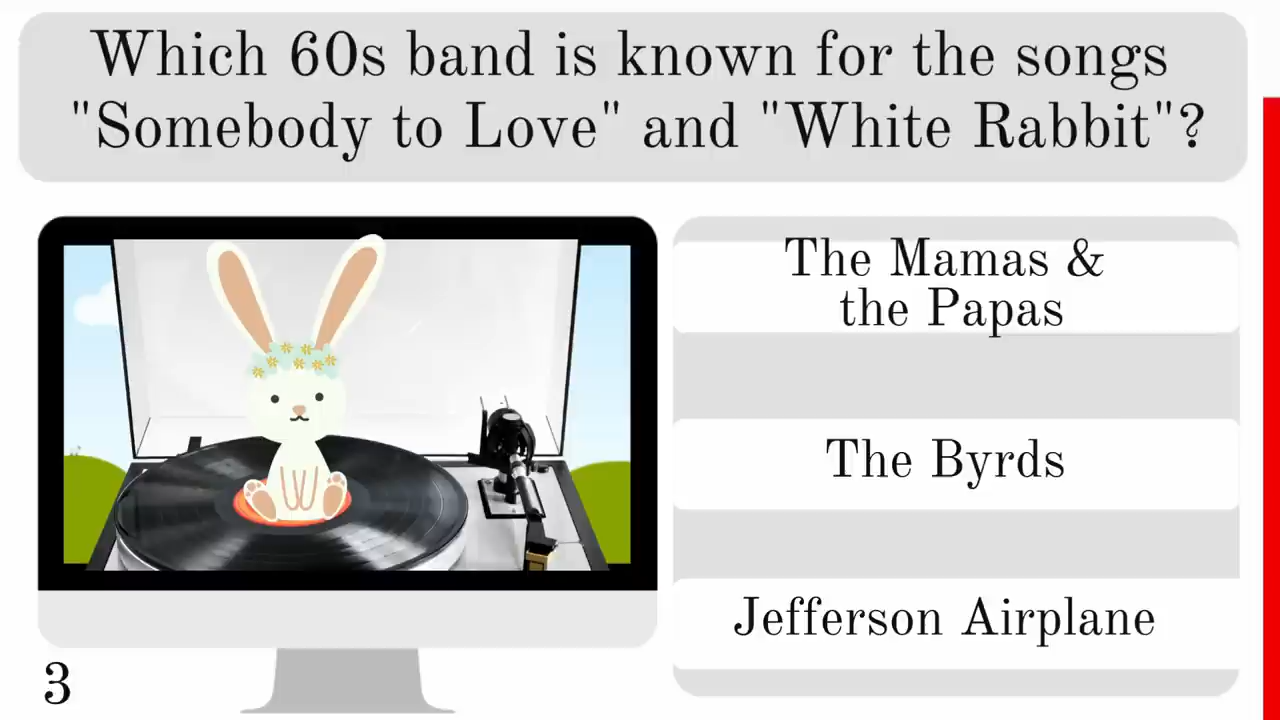 Which 60s band is known for the songs
"Somebody to Love" and "White Rabbit"?
The Mamas &
the Papas
The Byrds
Jefferson Airplane
3